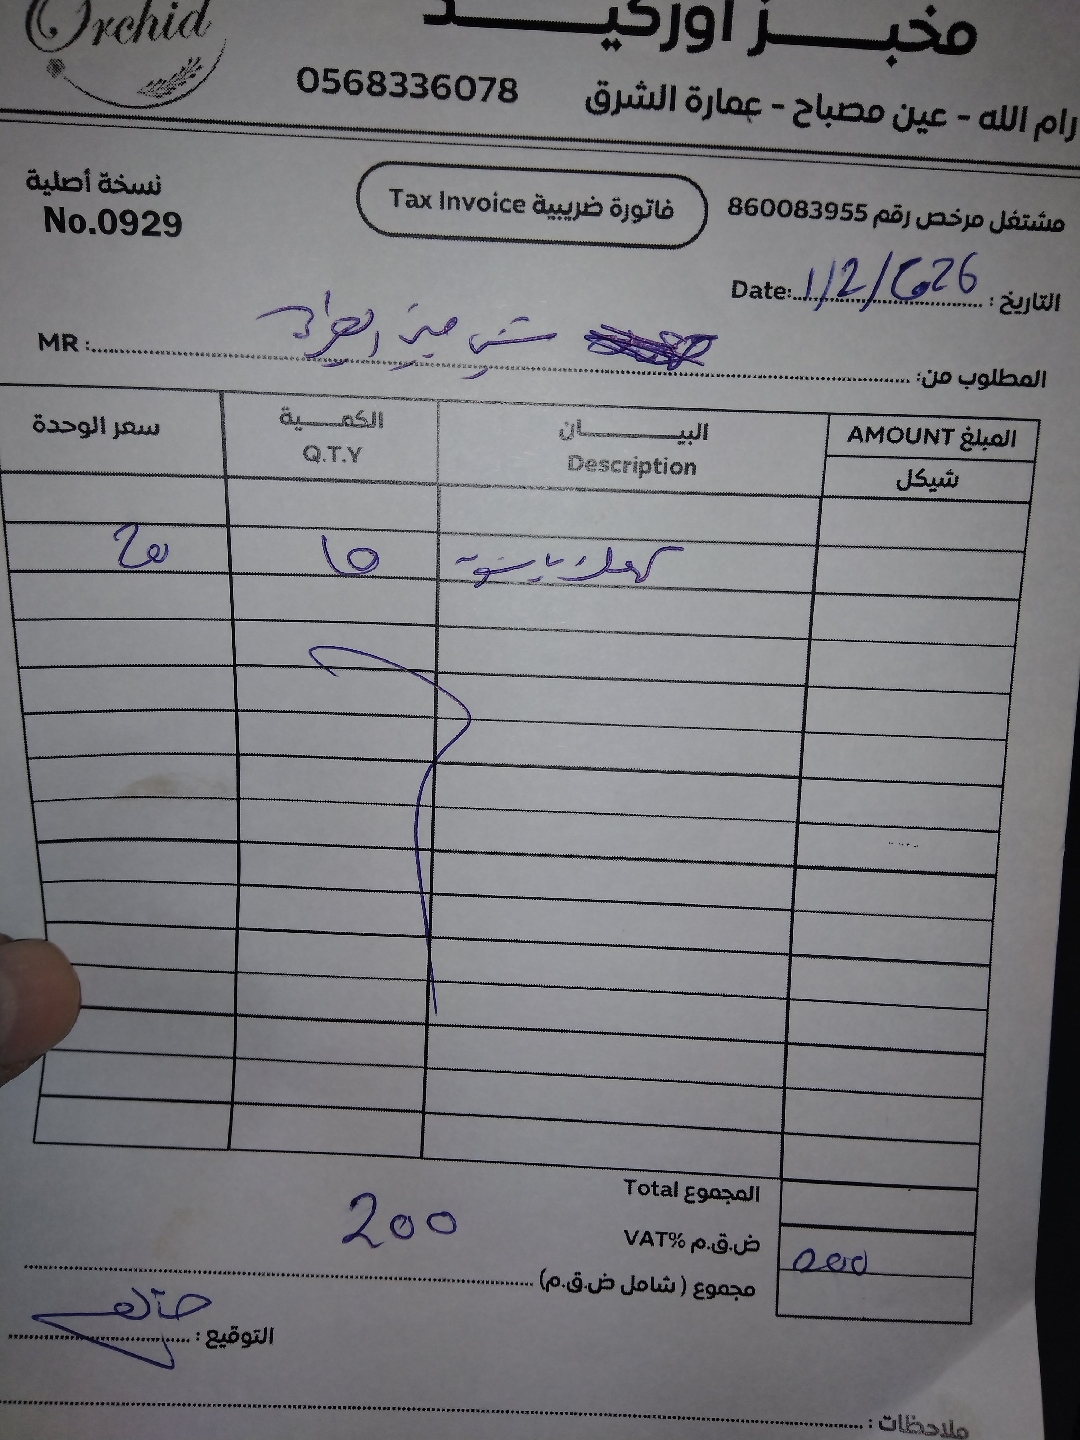 Orchid
مخبز أوركيد
0568336078
رام الله - عين مصباح - عمارة الشرق
نسخة أصلية
No.0929
فاتورة ضريبية Tax Invoice
مشتغل مرخص رقم 860083955
التاريخ : Date: 1/2/2026
المطلوب من: MR :
المبلغ AMOUNT
شيكل
البيـــــان
Description
الكمية
Q.T.Y
سعر الوحدة
20
10
المجموع Total
200
ض.ق.م %VAT
200
مجموع ( شامل ض.ق.م)
التوقيع :
ملاحظات :